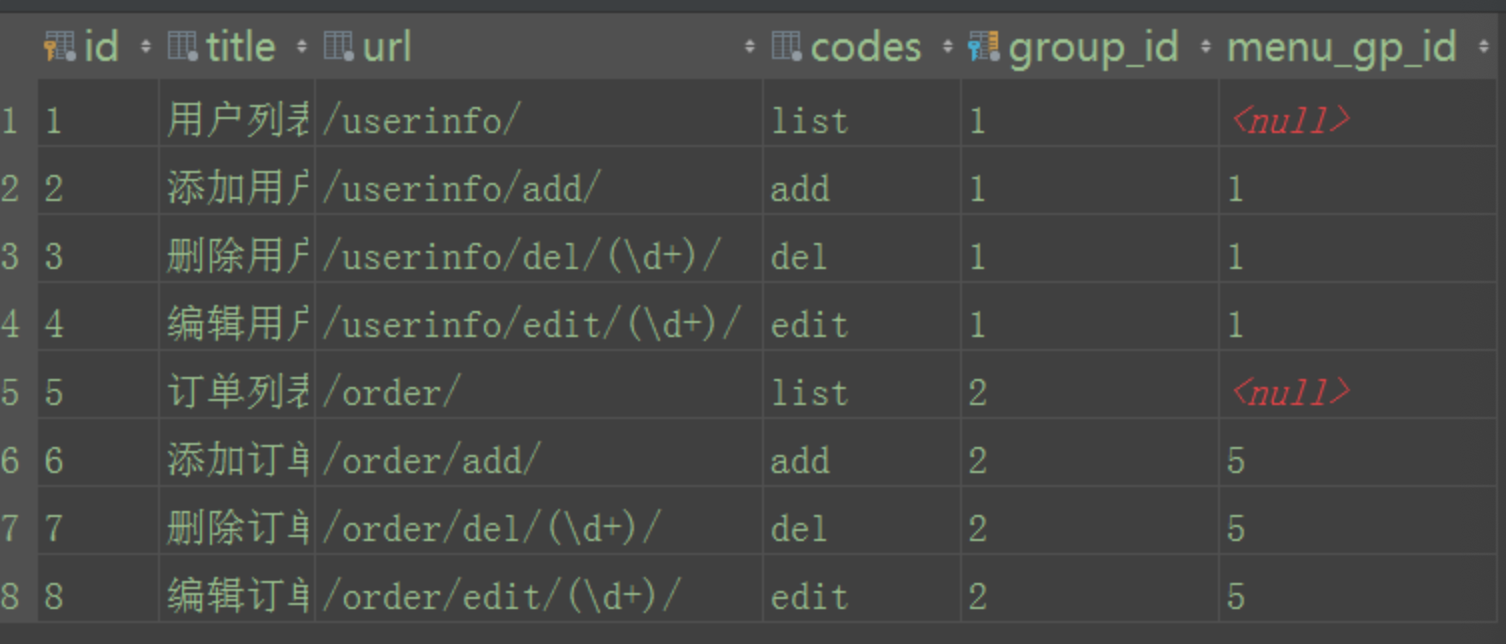 id title url codes group_id menu_gp_id
1 1 用户列表 /userinfo/ list 1 <null>
2 2 添加用户 /userinfo/add/ add 1 1
3 3 删除用户 /userinfo/del/(\d+)/ del 1 1
4 4 编辑用户 /userinfo/edit/(\d+)/ edit 1 1
5 5 订单列表 /order/ list 2 <null>
6 6 添加订单 /order/add/ add 2 5
7 7 删除订单 /order/del/(\d+)/ del 2 5
8 8 编辑订单 /order/edit/(\d+)/ edit 2 5